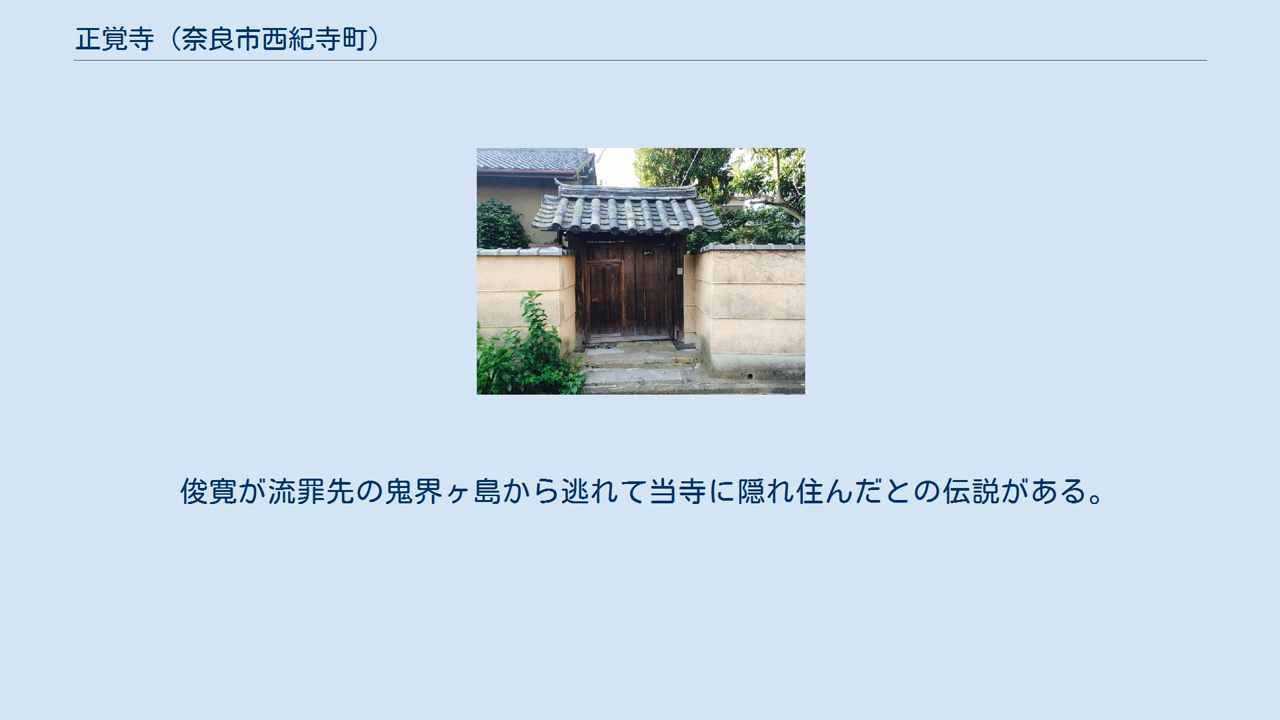 正覚寺（奈良市西紀寺町）
俊寛が流罪先の鬼界ヶ島から逃れて当寺に隠れ住んだとの伝説がある。